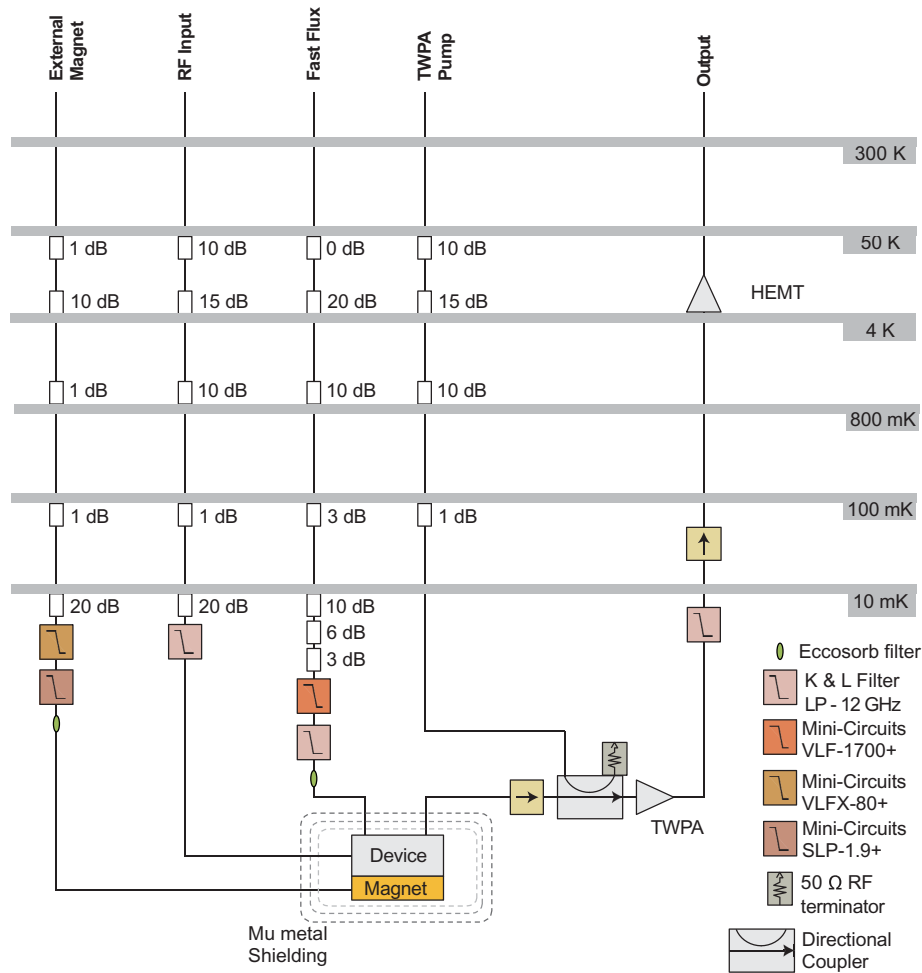 External
Magnet
RF Input
Fast Flux
TWPA
Pump
Output
300 K
50 K
1 dB
10 dB
0 dB
10 dB
10 dB
15 dB
20 dB
15 dB
HEMT
4 K
1 dB
10 dB
10 dB
10 dB
800 mK
1 dB
1 dB
3 dB
1 dB
100 mK
20 dB
20 dB
10 dB
10 mK
6 dB
3 dB
Eccosorb filter
K & L Filter
LP - 12 GHz
Mini-Circuits
VLF-1700+
Mini-Circuits
VLFX-80+
Mini-Circuits
SLP-1.9+
50 Ω RF
terminator
Directional
Coupler
TWPA
Device
Magnet
Mu metal
Shielding